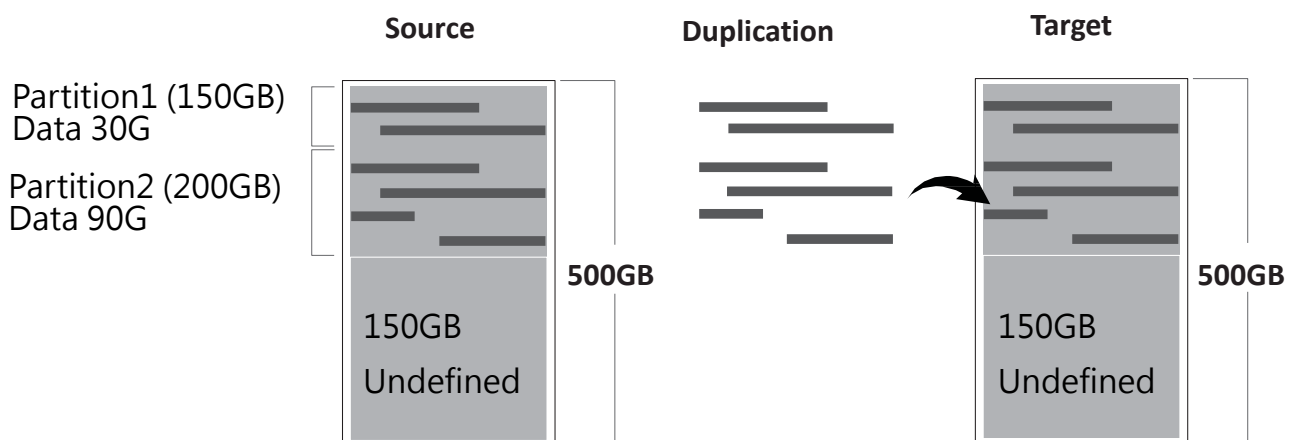 Source
Duplication
Target
Partition1 (150GB)
Data 30G
Partition2 (200GB)
Data 90G
500GB
150GB
Undefined
500GB
150GB
Undefined